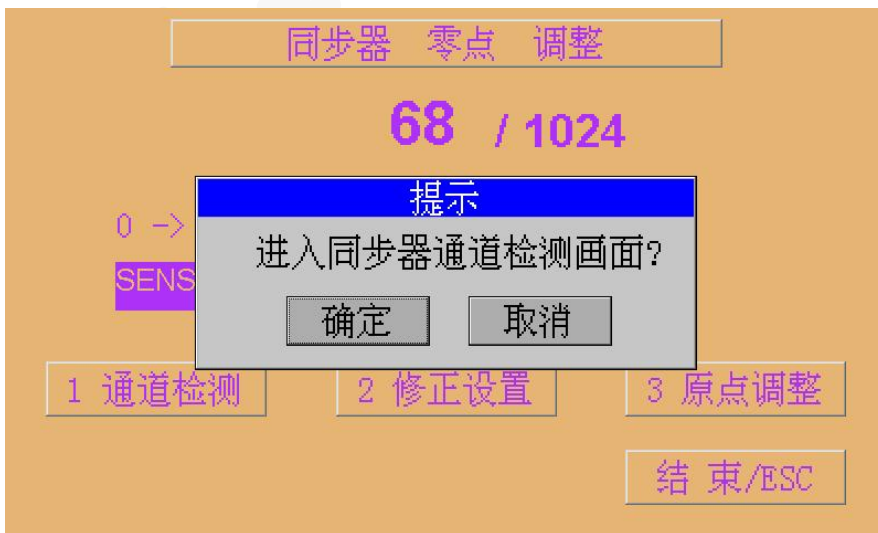 同步器 零点 调整
68 / 1024
提示
0 ->
进入同步器通道检测画面?
SENS
确定 取消
1 通道检测 2 修正设置 3 原点调整
结 束/ESC